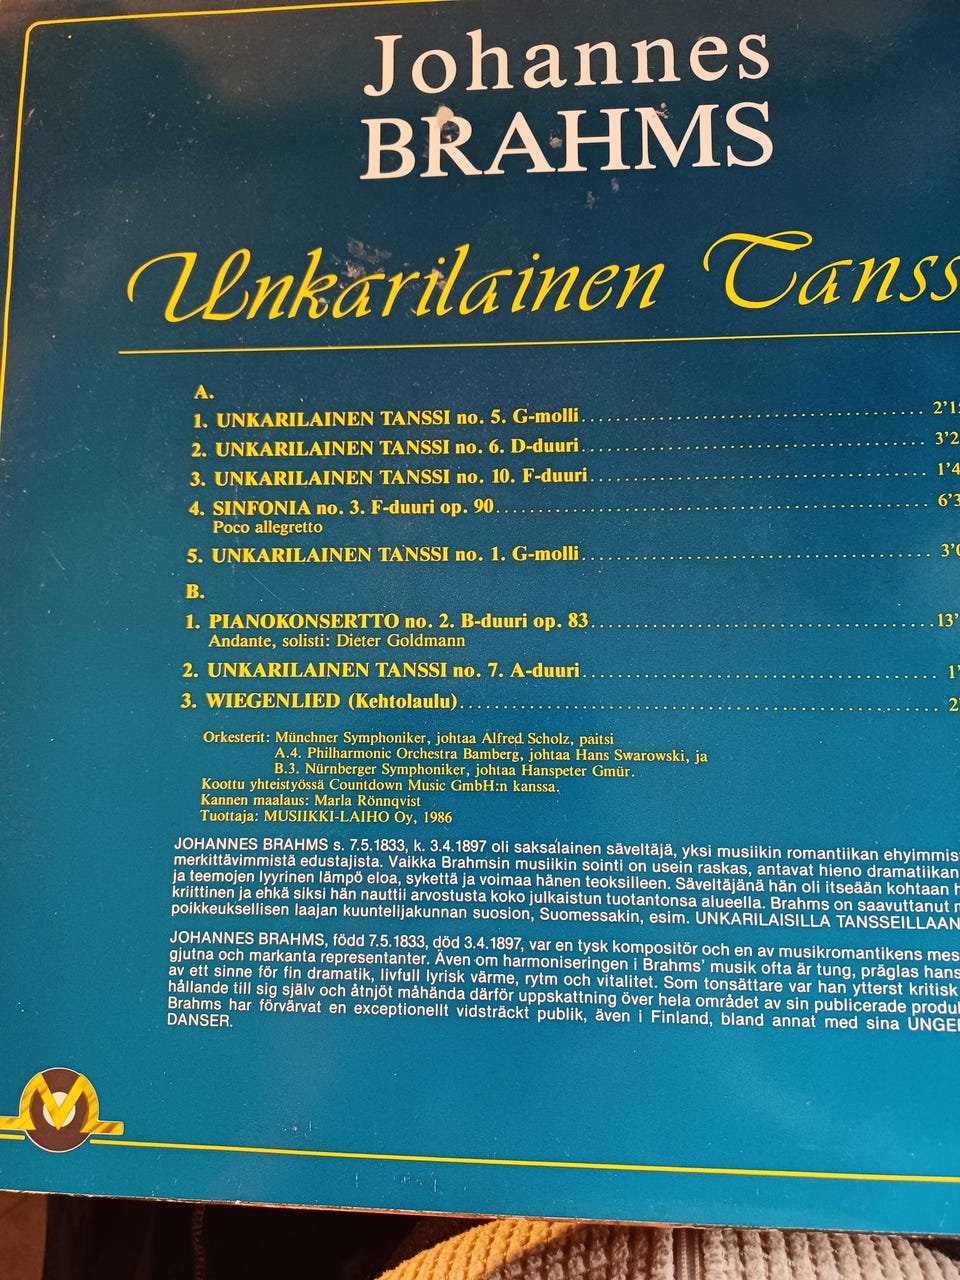 Johannes
BRAHMS
Unkarilainen Tanss
A.
1. UNKARILAINEN TANSSI no. 5. G-molli
2. UNKARILAINEN TANSSI no. 6. D-duuri
3. UNKARILAINEN TANSSI no. 10. F-duuri
4. SINFONIA no. 3. F-duuri op. 90
Poco allegretto
5. UNKARILAINEN TANSSI no. 1. G-molli
B.
1. PIANOKONSERTTO no. 2. B-duuri op. 83
Andante, solisti: Dieter Goldmann
2. UNKARILAINEN TANSSI no. 7. A-duuri
3. WIEGENLIED (Kehtolaulu)
Orkesterit: Münchner Symphoniker, johtaa Alfred Scholz, paitsi
A.4. Philharmonic Orchestra Bamberg, johtaa Hans Swarowski, ja
B.3. Nürnberger Symphoniker, johtaa Hanspeter Gmür.
Koottu yhteistyössä Countdown Music GmbH:n kanssa.
Kannen maalaus: Marla Rönnqvist
Tuottaja: MUSIIKKI-LAIHO Oy, 1986
JOHANNES BRAHMS s. 7.5.1833, k. 3.4.1897 oli saksalainen säveltäjä, yksi musiikin romantiikan ehyimmis
merkittävimmistä edustajista. Vaikka Brahmsin musiikin sointi on usein raskas, antavat hieno dramatiikan
ja teemojen lyyrinen lämpö eloa, sykettä ja voimaa hänen teoksilleen. Säveltäjänä hän oli itseään kohtaan
kriittinen ja ehkä siksi hän nauttii arvostusta koko julkaistun tuotantonsa alueella. Brahms on saavuttanut
poikkeuksellisen laajan kuuntelijakunnan suosion, Suomessakin, esim. UNKARILAISILLA TANSSEILLAAN
JOHANNES BRAHMS, född 7.5.1833, död 3.4.1897, var en tysk kompositör och en av musikromantikens mes
gjutna och markanta representanter. Även om harmoniseringen i Brahms' musik ofta är tung, präglas hans
av ett sinne för fin dramatik, livfull lyrisk värme, rytm och vitalitet. Som tonsättare var han ytterst kritisk
hållande till sig själv och åtnjöt måhända därför uppskattning över hela området av sin publicerade produ
Brahms har förvärvat en exceptionellt vidsträckt publik, även i Finland, bland annat med sina UNGE
DANSER.